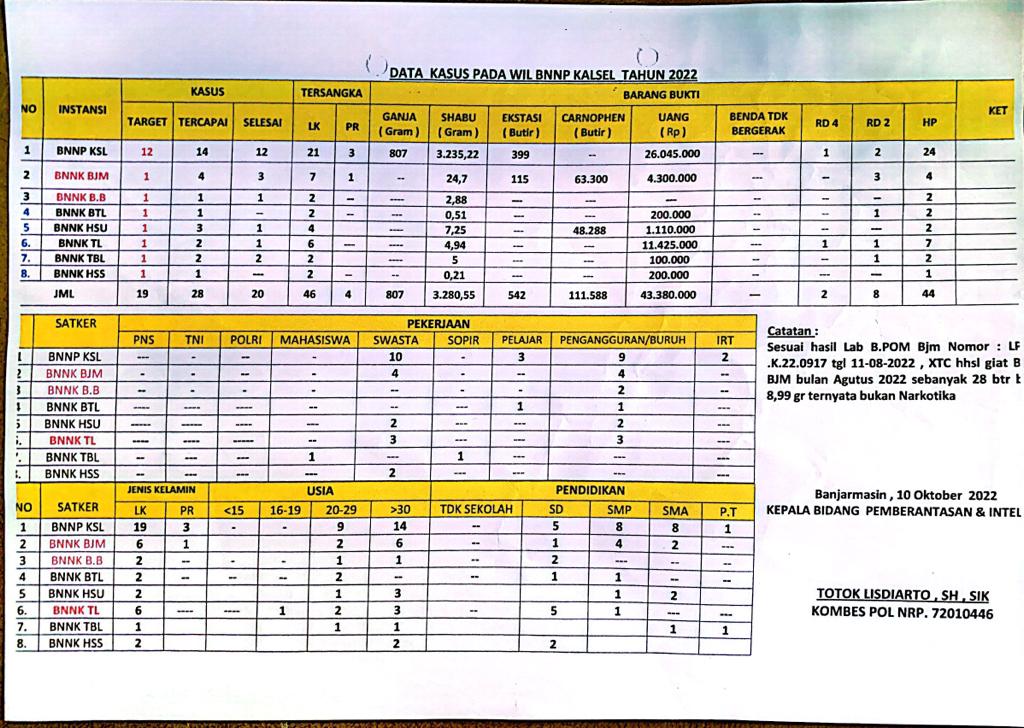 DATA KASUS PADA WIL BNNP KALSEL TAHUN 2022
NO INSTANSI KASUS TERSANGKA BARANG BUKTI KET
TARGET TERCAPAI SELESAI LK PR GANJA ( Gram ) SHABU ( Gram ) EKSTASI ( Butir ) CARNOPHEN ( Butir ) UANG ( Rp ) BENDA TDK BERGERAK RD 4 RD 2 HP
1 BNNP KSL 12 14 12 21 3 807 3.235,22 399 -- 26.045.000 --- 1 2 24
2 BNNK BJM 1 4 3 7 1 -- 24,7 115 63.300 4.300.000 --- -- 3 4
3 BNNK B.B 1 1 1 2 -- ---- 2,88 --- -- --- -- -- --- 2
4 BNNK BTL 1 1 -- 2 -- ---- 0,51 --- -- 200.000 -- -- 1 2
5 BNNK HSU 1 3 1 4 ---- 7,25 --- 48.288 1.110.000 -- -- --- 2
6. BNNK TL 1 2 1 6 --- ---- 4,94 --- -- 11.425.000 --- 1 1 7
7. BNNK TBL 1 2 2 2 -- ---- 5 --- -- 100.000 --- -- 1 2
8. BNNK HSS 1 1 --- 2 -- ---- 0,21 --- -- 200.000 --- -- --- 1
JML 19 28 20 46 4 807 3.280,55 542 111.588 43.380.000 --- 2 8 44
SATKER PEKERJAAN
PNS TNI POLRI MAHASISWA SWASTA SOPIR PELAJAR PENGANGGURAN/BURUH IRT
1 BNNP KSL --- - - - 10 - 3 9 2
BNNK BJM -- - - - 4 - -- 4 ---
BNNK B.B -- - - - -- - -- 2 ---
BNNK BTL ---- ---- ---- -- -- --- 1 1 ---
BNNK HSU ----- ---- ----- -- 2 --- -- 2 ---
BNNK TL ---- ---- ----- -- 3 --- -- 3 ---
BNNK TBL -- --- -- 1 --- 1 -- --- ---
BNNK HSS -- -- -- -- 2 --- -- --- ---
Catatan :
Sesuai hasil Lab B.POM Bjm Nomor :
.K.22.0917 tgl 11-08-2022 , XTC hhsl giat
BJM bulan Agutus 2022 sebanyak 28 btr
8,99 gr ternyata bukan Narkotika
NO SATKER JENIS KELAMIN USIA PENDIDIKAN
LK PR <15 16-19 20-29 >30 TDK SEKOLAH SD SMP SMA P.T
1 BNNP KSL 19 3 - - 9 14 -- 5 8 8 1
2 BNNK BJM 6 1 2 6 1 4 2 ---
3 BNNK B.B 2 -- - - 1 1 -- 2 --- -- ---
4 BNNK BTL 2 -- -- -- 2 -- -- 1 1 -- ---
5 BNNK HSU 2 1 3 1 2
6. BNNK TL 6 ---- ---- 1 2 3 -- 5 1 --- ---
7. BNNK TBL 1 1 1 1 1
8. BNNK HSS 2 2 2
Banjarmasin , 10 Oktober 2022
KEPALA BIDANG PEMBERANTASAN & INTEL
TOTOK LISDIARTO , SH , SIK
KOMBES POL NRP. 72010446